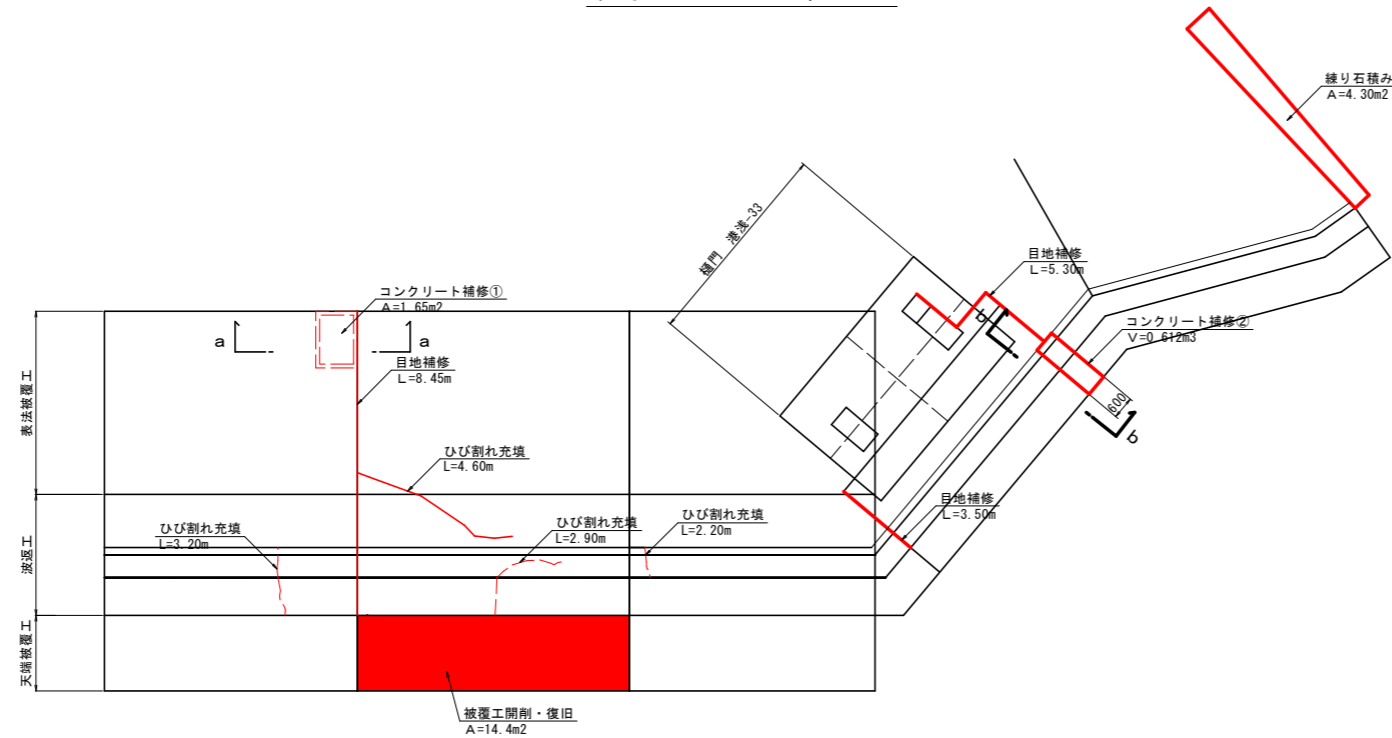 練り石積み
A=4.30m2
樋門 港浅-33
目地補修
L=5.30m
コンクリート補修①
A=1.65m2
コンクリート補修②
V=0.612m3
a
a
b
目地補修
L=8.45m
600
b
表法被覆工
ひび割れ充填
L=4.60m
目地補修
L=3.50m
ひび割れ充填
L=3.20m
ひび割れ充填
L=2.90m
ひび割れ充填
L=2.20m
波返工
天端被覆工
被覆工開削・復旧
A=14.4m2